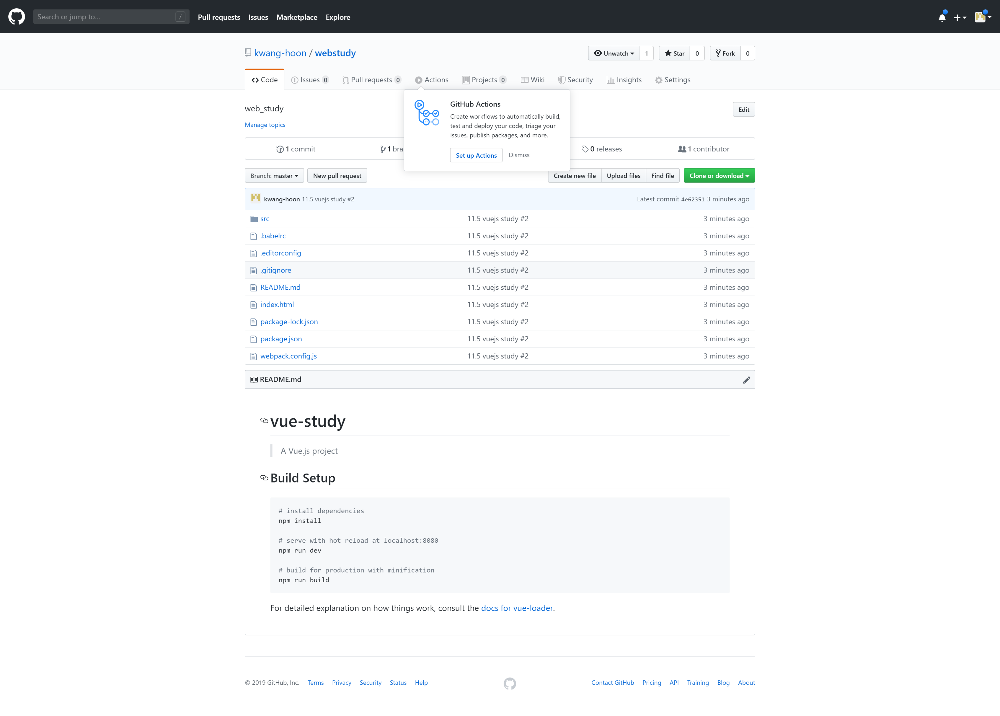 Search or jump to... /
Pull requests Issues Marketplace Explore
kwang-hoon / webstudy
Unwatch 1 Star 0 Fork 0
Code Issues 0 Pull requests 0 Actions Projects 0 Wiki Security Insights Settings
GitHub Actions
Create workflows to automatically build,
test and deploy your code, triage your
issues, publish packages, and more.
Set up Actions Dismiss
web_study
Edit
Manage topics
1 commit 1 bra 0 releases 1 contributor
Branch: master New pull request Create new file Upload files Find file Clone or download
kwang-hoon 11.5 vuejs study #2 Latest commit 4e62351 3 minutes ago
src 11.5 vuejs study #2 3 minutes ago
.babelrc 11.5 vuejs study #2 3 minutes ago
.editorconfig 11.5 vuejs study #2 3 minutes ago
.gitignore 11.5 vuejs study #2 3 minutes ago
README.md 11.5 vuejs study #2 3 minutes ago
index.html 11.5 vuejs study #2 3 minutes ago
package-lock.json 11.5 vuejs study #2 3 minutes ago
package.json 11.5 vuejs study #2 3 minutes ago
webpack.config.js 11.5 vuejs study #2 3 minutes ago
README.md
vue-study
A Vue.js project
Build Setup
# install dependencies
npm install
# serve with hot reload at localhost:8080
npm run dev
# build for production with minification
npm run build
For detailed explanation on how things work, consult the docs for vue-loader.
© 2019 GitHub, Inc. Terms Privacy Security Status Help Contact GitHub Pricing API Training Blog About